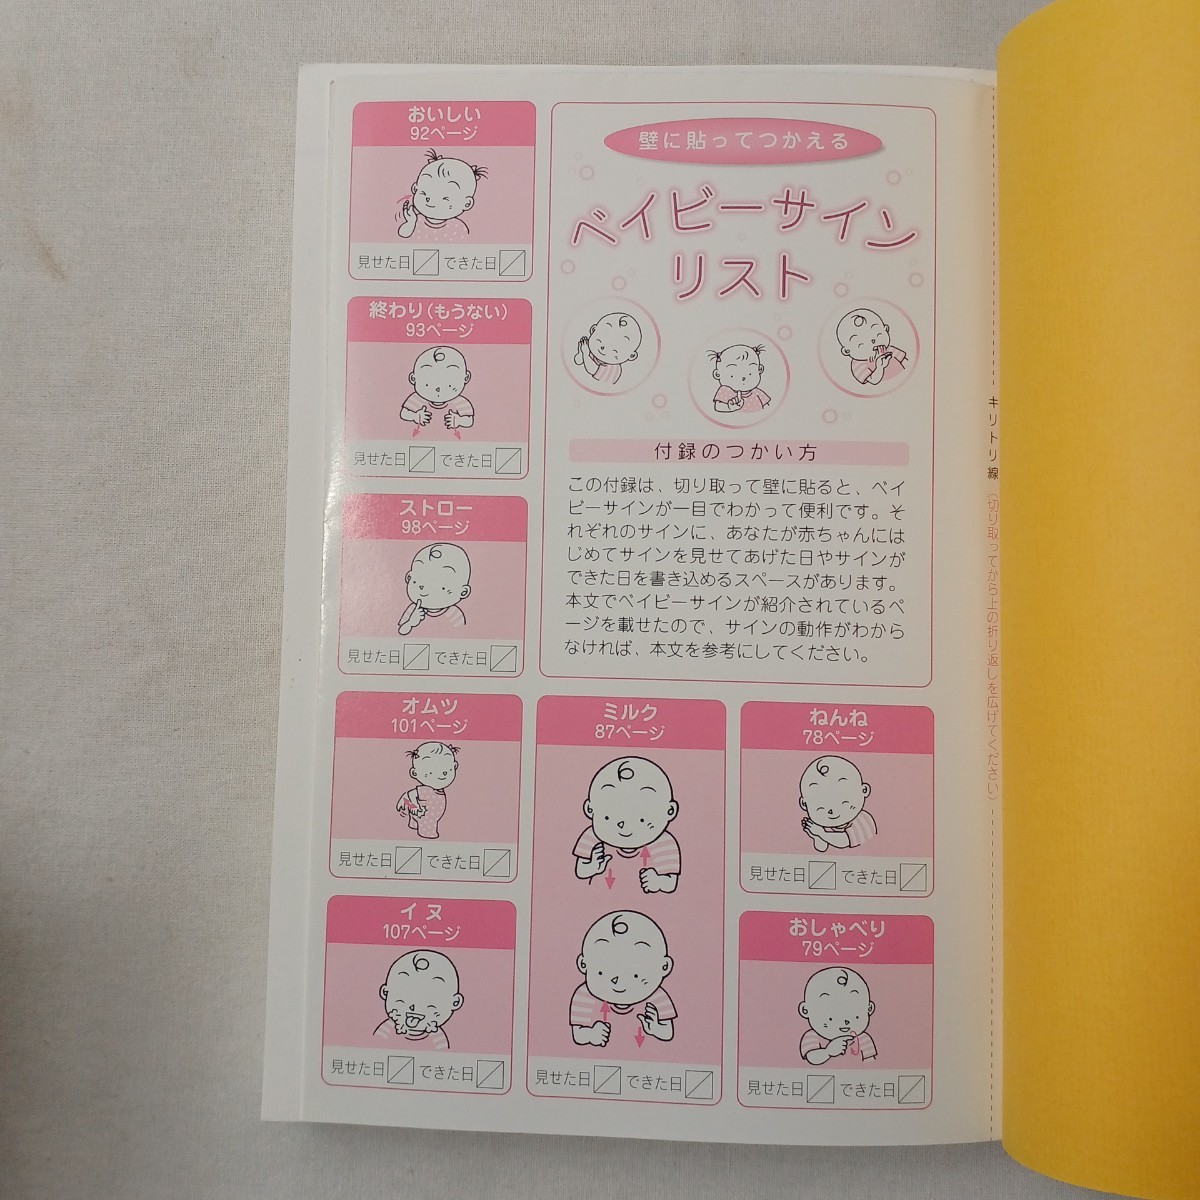 壁に貼ってつかえる
ベイビーサイン
リスト
付録のつかい方
この付録は、切り取って壁に貼ると、ベイ
ビーサインが一目でわかって便利です。そ
れぞれのサインに、あなたが赤ちゃんには
じめてサインを見せてあげた日やサインが
できた日を書き込めるスペースがあります。
本文でベイビーサインが紹介されているペ
ージを載せたので、サインの動作がわから
なければ、本文を参考にしてください。
おいしい
92ページ
見せた日 できた日
終わり(もうない)
93ページ
見せた日 できた日
ストロー
98ページ
見せた日 できた日
オムツ
101ページ
見せた日 できた日
イヌ
107ページ
見せた日 できた日
ミルク
87ページ
見せた日 できた日
ねんね
78ページ
見せた日 できた日
おしゃべり
79ページ
見せた日 できた日
キリトリ線(切り取ってから上の折り返しを広げてください)